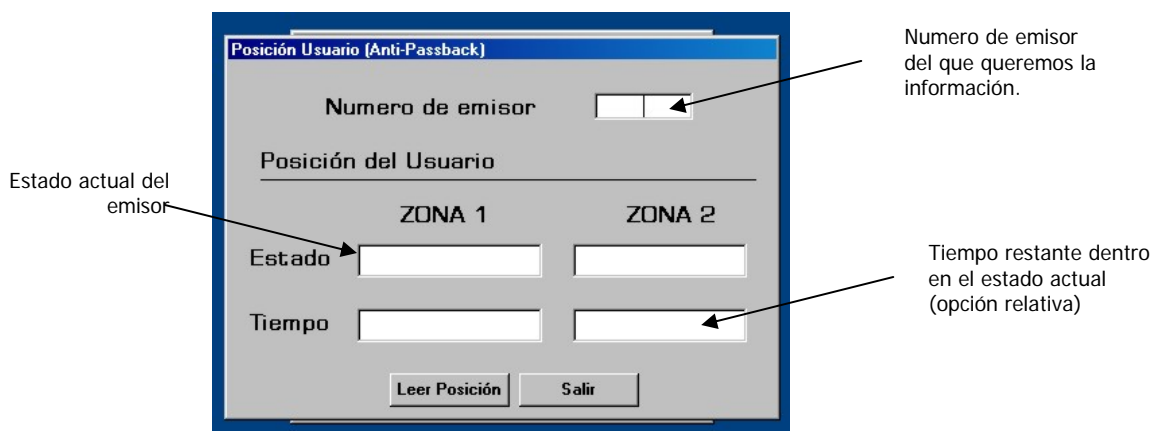 Posición Usuario (Anti-Passback)
Numero de emisor
Numero de emisor
del que queremos la
información.
Posición del Usuario
Estado actual del
emisor
ZONA 1 ZONA 2
Estado
Tiempo restante dentro
en el estado actual
(opción relativa)
Tiempo
Leer Posición Salir